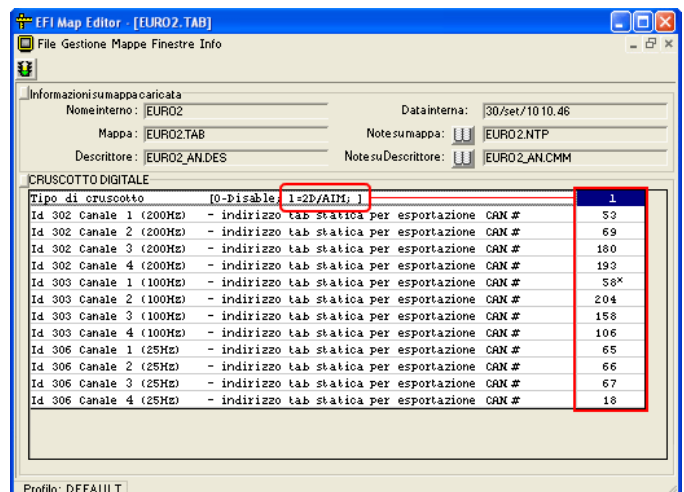 EFI Map Editor - [EURO2.TAB]
File Gestione Mappe Finestre Info
Informazioni su mappa caricata
Nome interno: EURO2 Data interna: 30/set/10 10.46
Mappa: EURO2.TAB Note su mappa: EURO2.NTP
Descrittore: EURO2_AN.DES Note su Descrittore: EURO2_AN.CMM
CRUSCOTTO DIGITALE
Tipo di cruscotto [0-Disable; 1=2D/AIM; ] 1
Id 302 Canale 1 (200Hz) - indirizzo tab statica per esportazione CAN # 53
Id 302 Canale 2 (200Hz) - indirizzo tab statica per esportazione CAN # 69
Id 302 Canale 3 (200Hz) - indirizzo tab statica per esportazione CAN # 180
Id 302 Canale 4 (200Hz) - indirizzo tab statica per esportazione CAN # 193
Id 303 Canale 1 (100Hz) - indirizzo tab statica per esportazione CAN # 58×
Id 303 Canale 2 (100Hz) - indirizzo tab statica per esportazione CAN # 204
Id 303 Canale 3 (100Hz) - indirizzo tab statica per esportazione CAN # 158
Id 303 Canale 4 (100Hz) - indirizzo tab statica per esportazione CAN # 106
Id 306 Canale 1 (25Hz) - indirizzo tab statica per esportazione CAN # 65
Id 306 Canale 2 (25Hz) - indirizzo tab statica per esportazione CAN # 66
Id 306 Canale 3 (25Hz) - indirizzo tab statica per esportazione CAN # 67
Id 306 Canale 4 (25Hz) - indirizzo tab statica per esportazione CAN # 18
Profilo: DEFAULT